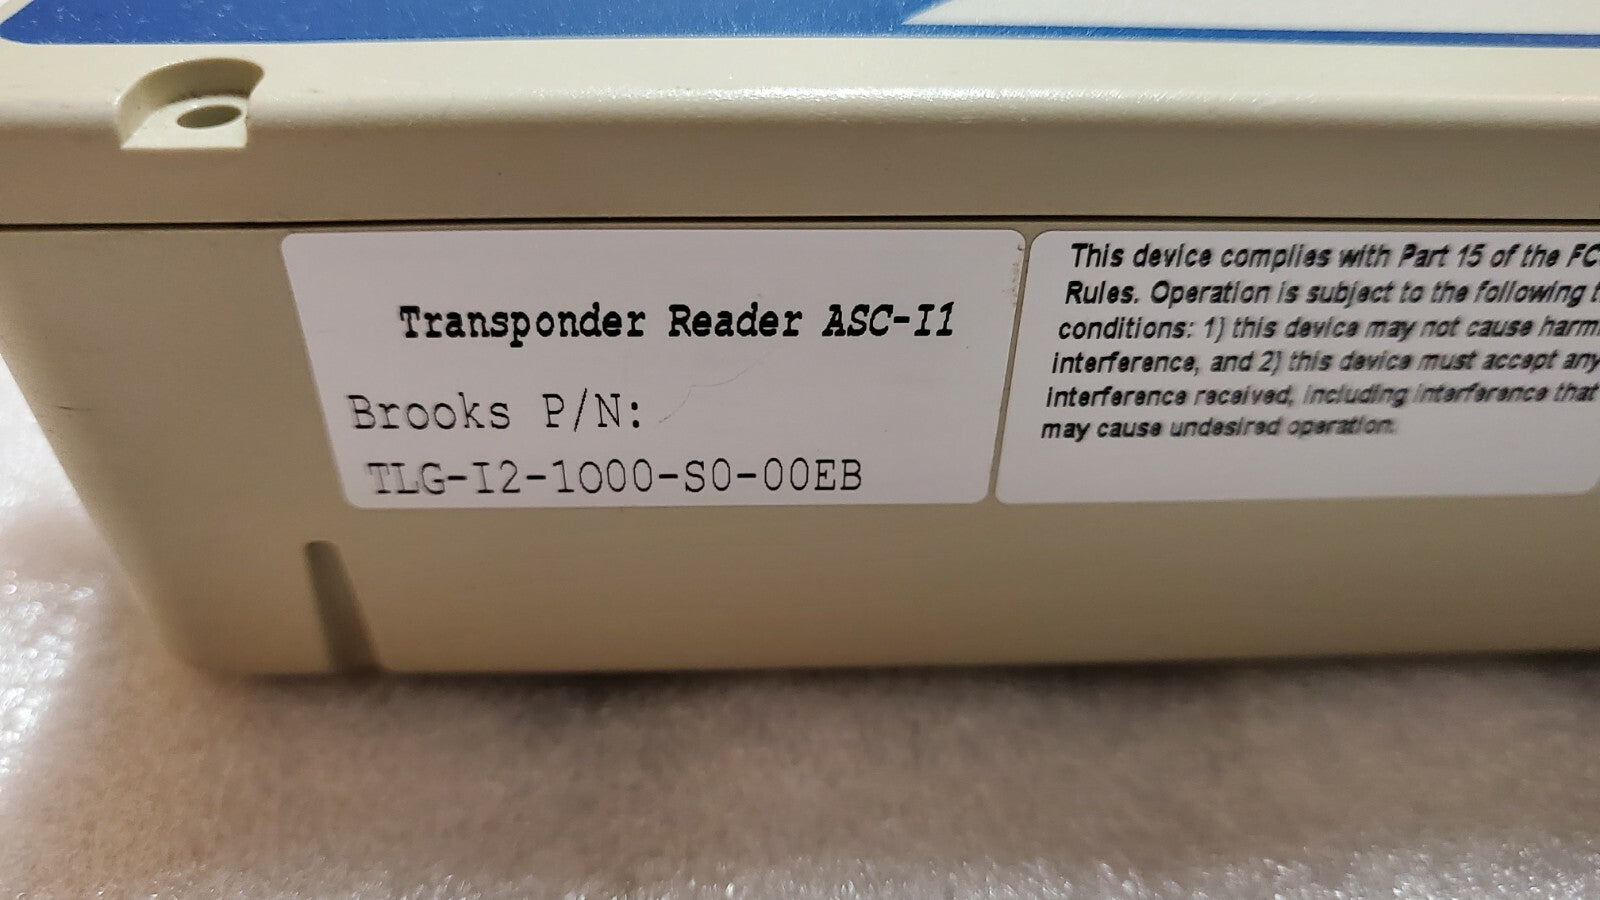 Transponder Reader ASC-I1
Brooks P/N:
TLG-I2-1000-S0-00EB
This device complies with Part 15 of the FC
Rules. Operation is subject to the following t
conditions: 1) this device may not cause harm
interference, and 2) this device must accept any
interference received, including interference that
may cause undesired operation.